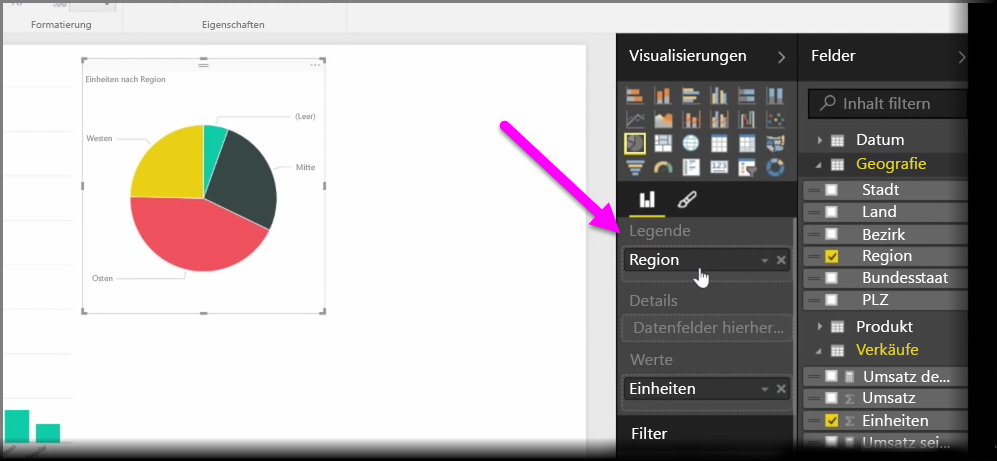 Formatierung
Eigenschaften
Einheiten nach Region
(Leer)
Westen
Mitte
Osten
Visualisierungen
Legende
Region
Details
Datenfelder hierher...
Werte
Einheiten
Filter
Felder
Inhalt filtern
Datum
Geografie
Stadt
Land
Bezirk
Region
Bundesstaat
PLZ
Produkt
Verkäufe
Umsatz de...
Umsatz
Einheiten
Umsatz sei...